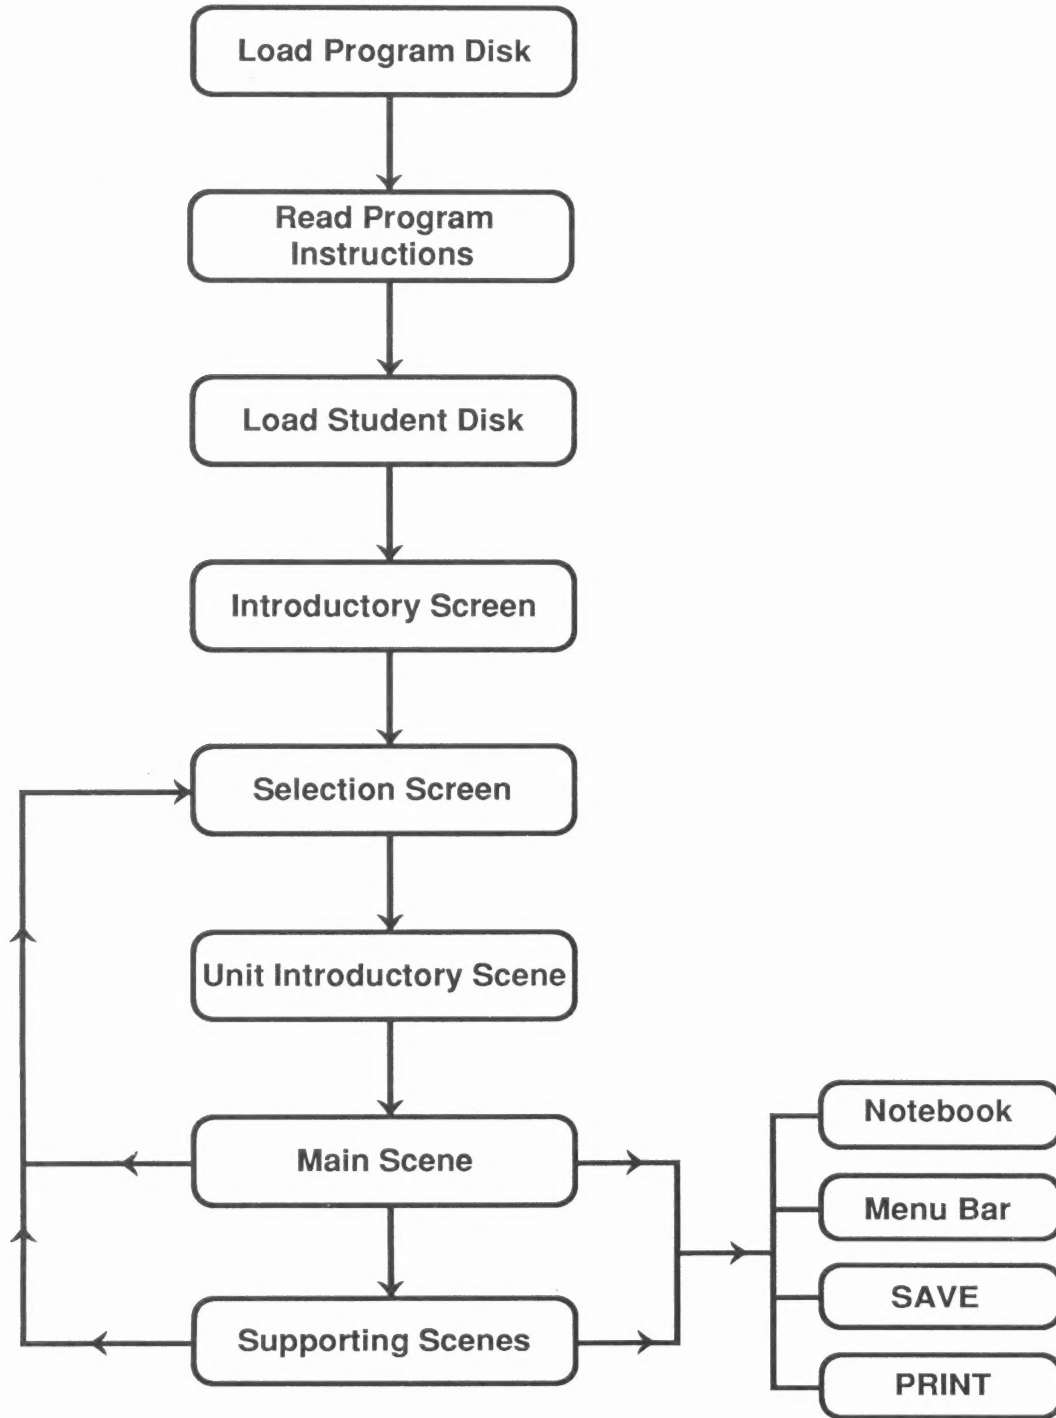 Load Program Disk
Read Program
Instructions
Load Student Disk
Introductory Screen
Selection Screen
Unit Introductory Scene
Main Scene
Supporting Scenes
Notebook
Menu Bar
SAVE
PRINT